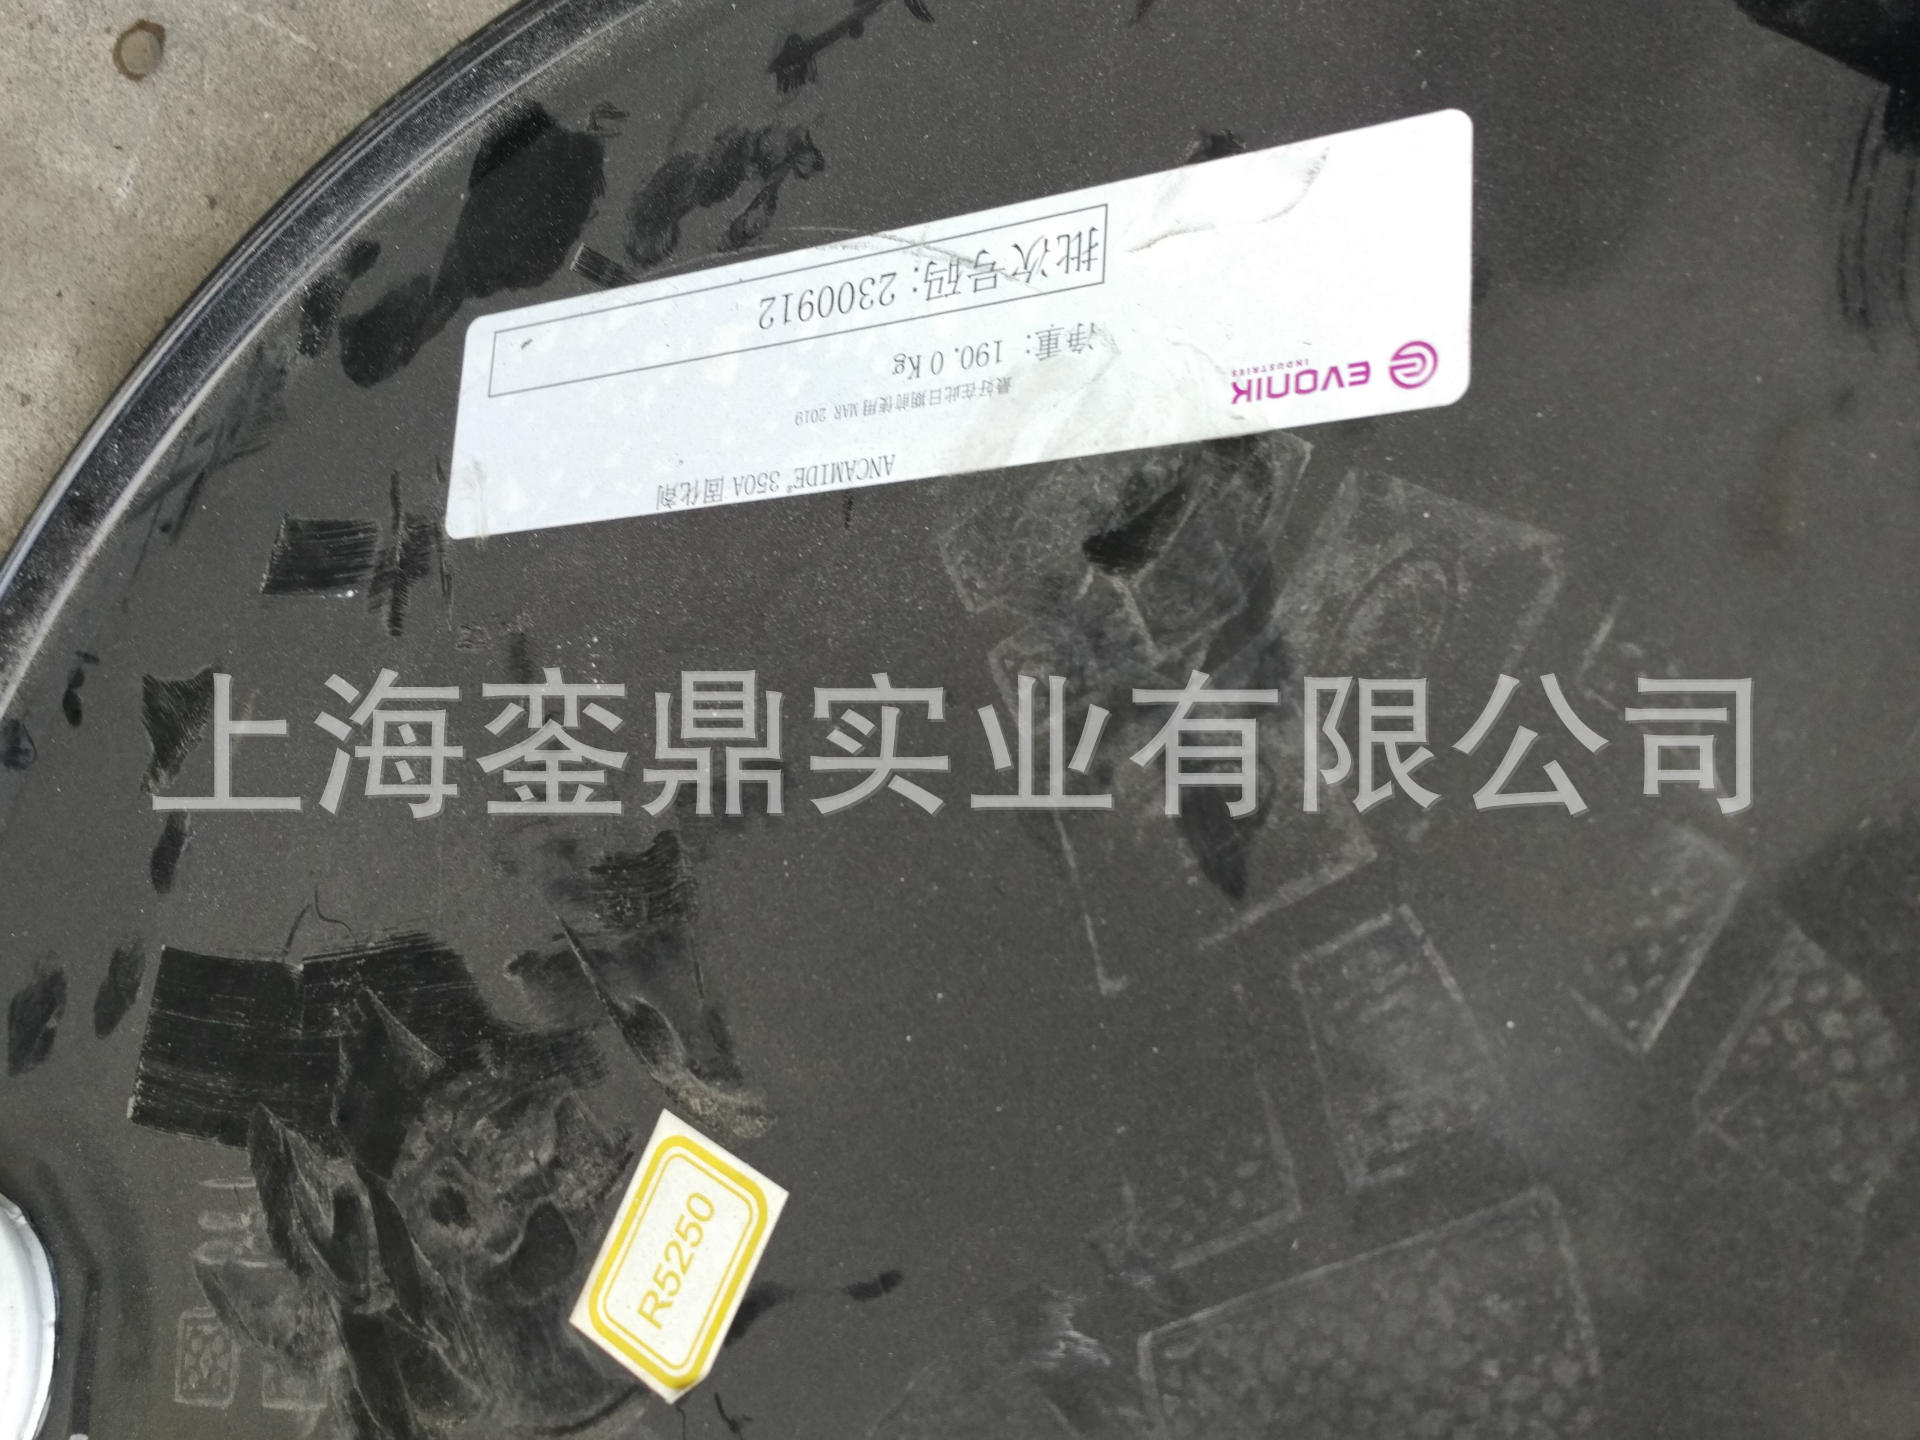 ANCAMIDE® 350A 固化剂
最好在此日期前使用 MAR 2019
净重: 190.0 Kg
批次号码: 2300912
EVONIK
INDUSTRIES
上海銮鼎实业有限公司
R5250